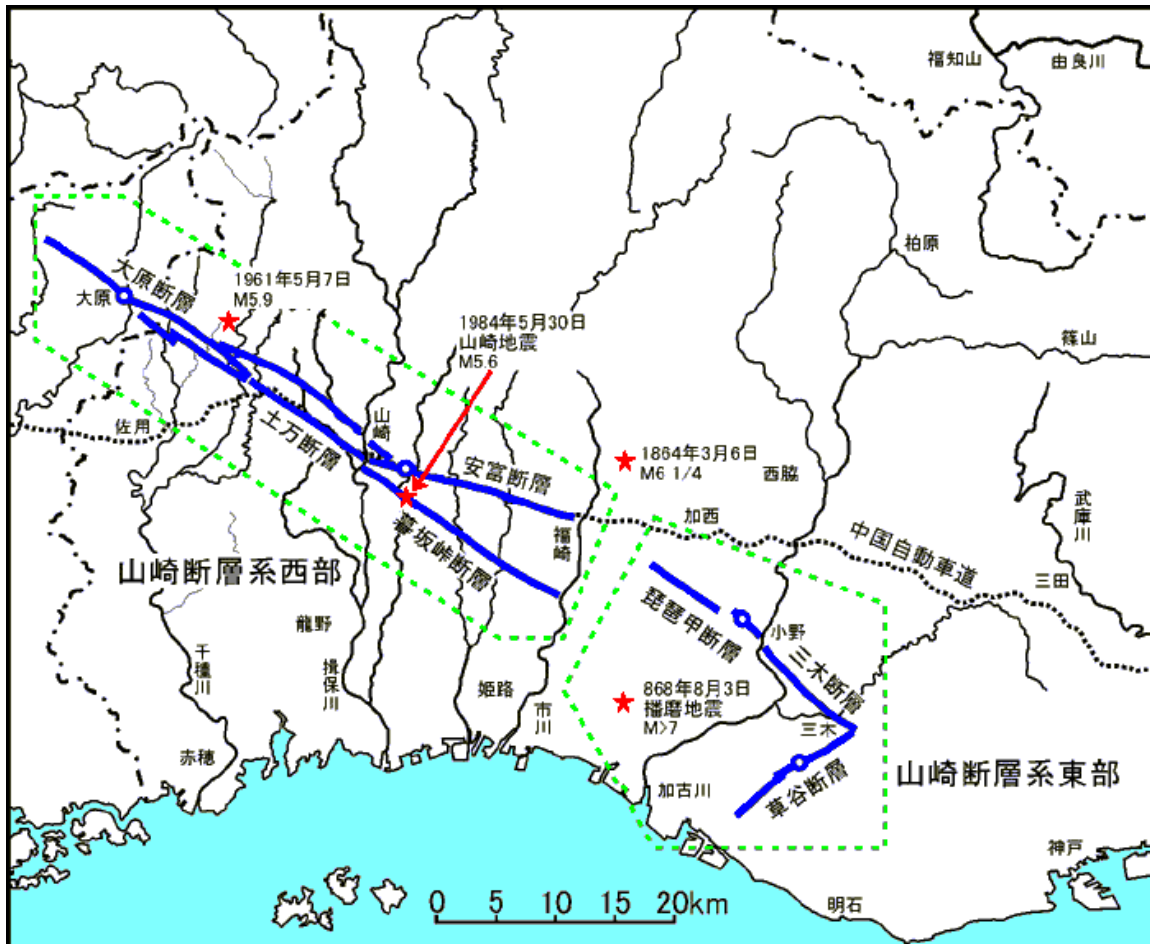 福知山
由良川
柏原
篠山
大原断層
大原
1961年5月7日
M5.9
1984年5月30日
山崎地震
M5.6
佐用
土万断層
山崎
安富断層
1864年3月6日
M6 1/4
西脇
武庫川
加西
中国自動車道
福崎
暮坂峠断層
山崎断層系西部
三田
龍野
琵琶甲断層
小野
三木断層
千種川
揖保川
姫路
市川
868年8月3日
播磨地震
M>7
三木
赤穂
加古川
草谷断層
山崎断層系東部
神戸
明石
0 5 10 15 20km